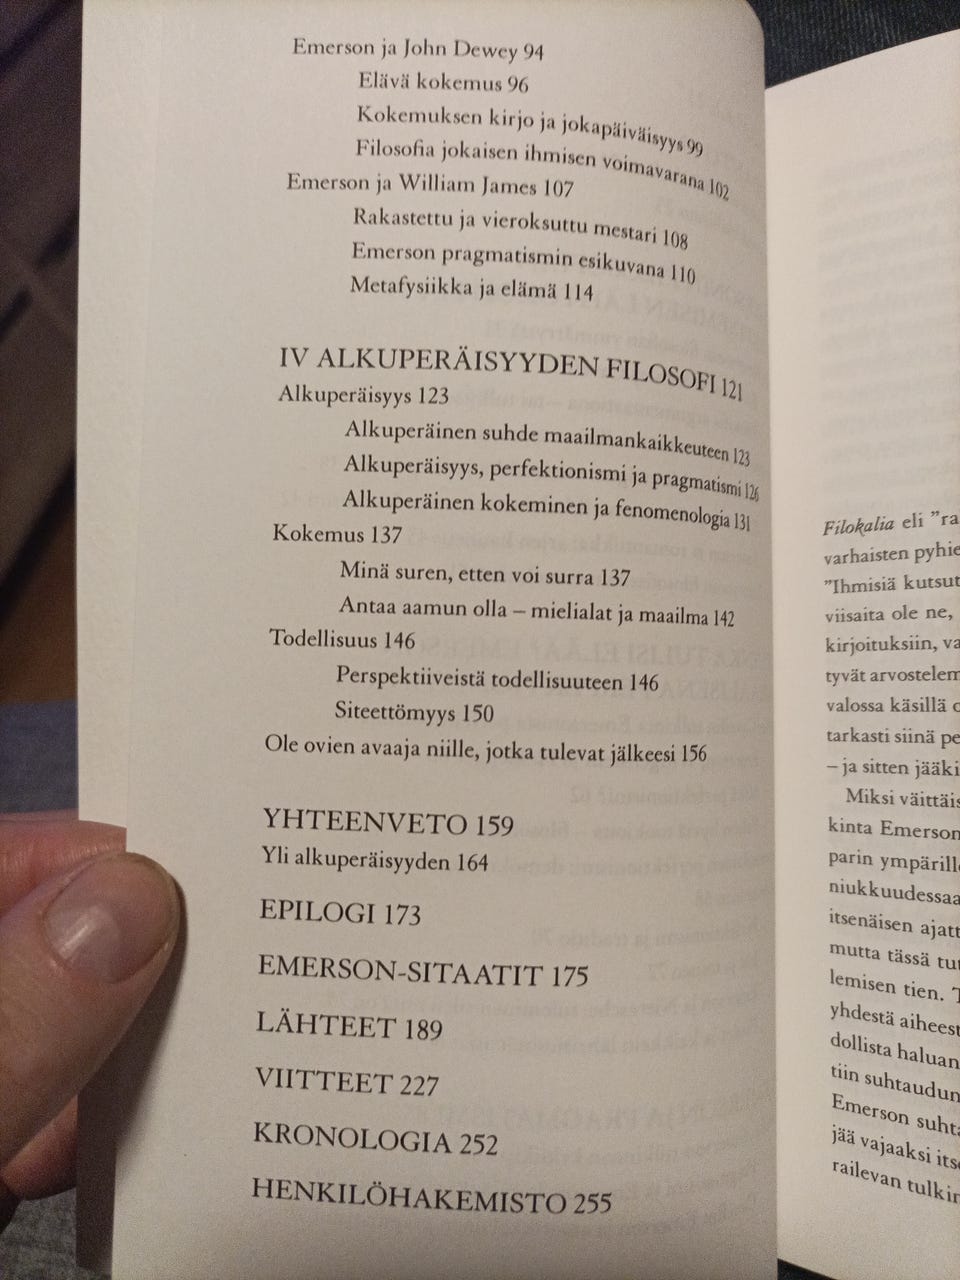 Emerson ja John Dewey 94
Elävä kokemus 96
Kokemuksen kirjo ja jokapäiväisyys 99
Filosofia jokaisen ihmisen voimavarana 102
Emerson ja William James 107
Rakastettu ja vieroksuttu mestari 108
Emerson pragmatismin esikuvana 110
Metafysiikka ja elämä 114
IV ALKUPERÄISYYDEN FILOSOFI 121
Alkuperäisyys 123
Alkuperäinen suhde maailmankaikkeuteen 123
Alkuperäisyys, perfektionismi ja pragmatismi 126
Alkuperäinen kokeminen ja fenomenologia 131
Kokemus 137
Minä suren, etten voi surra 137
Antaa aamun olla – mielialat ja maailma 142
Todellisuus 146
Perspektiiveistä todellisuuteen 146
Siteettömyys 150
Ole ovien avaaja niille, jotka tulevat jälkeesi 156
YHTEENVETO 159
Yli alkuperäisyyden 164
EPILOGI 173
EMERSON-SITAATIT 175
LÄHTEET 189
VIITTEET 227
KRONOLOGIA 252
HENKILÖHAKEMISTO 255
Filokalia eli ”ra
varhaisten pyhie
”Ihmisiä kutsut
viisaita ole ne,
kirjoituksiin, va
tyvät arvostelem
valossa käsillä o
tarkasti siinä pe
– ja sitten jääki
Miksi väittäis
kinta Emerson
parin ympärille
niukkuudessaa
itsenäisen ajatt
mutta tässä tut
lemisen tien. T
yhdestä aiheest
dollista haluan
tiin suhtaudun
Emerson suhta
jää vajaaksi itse
railevan tulkin